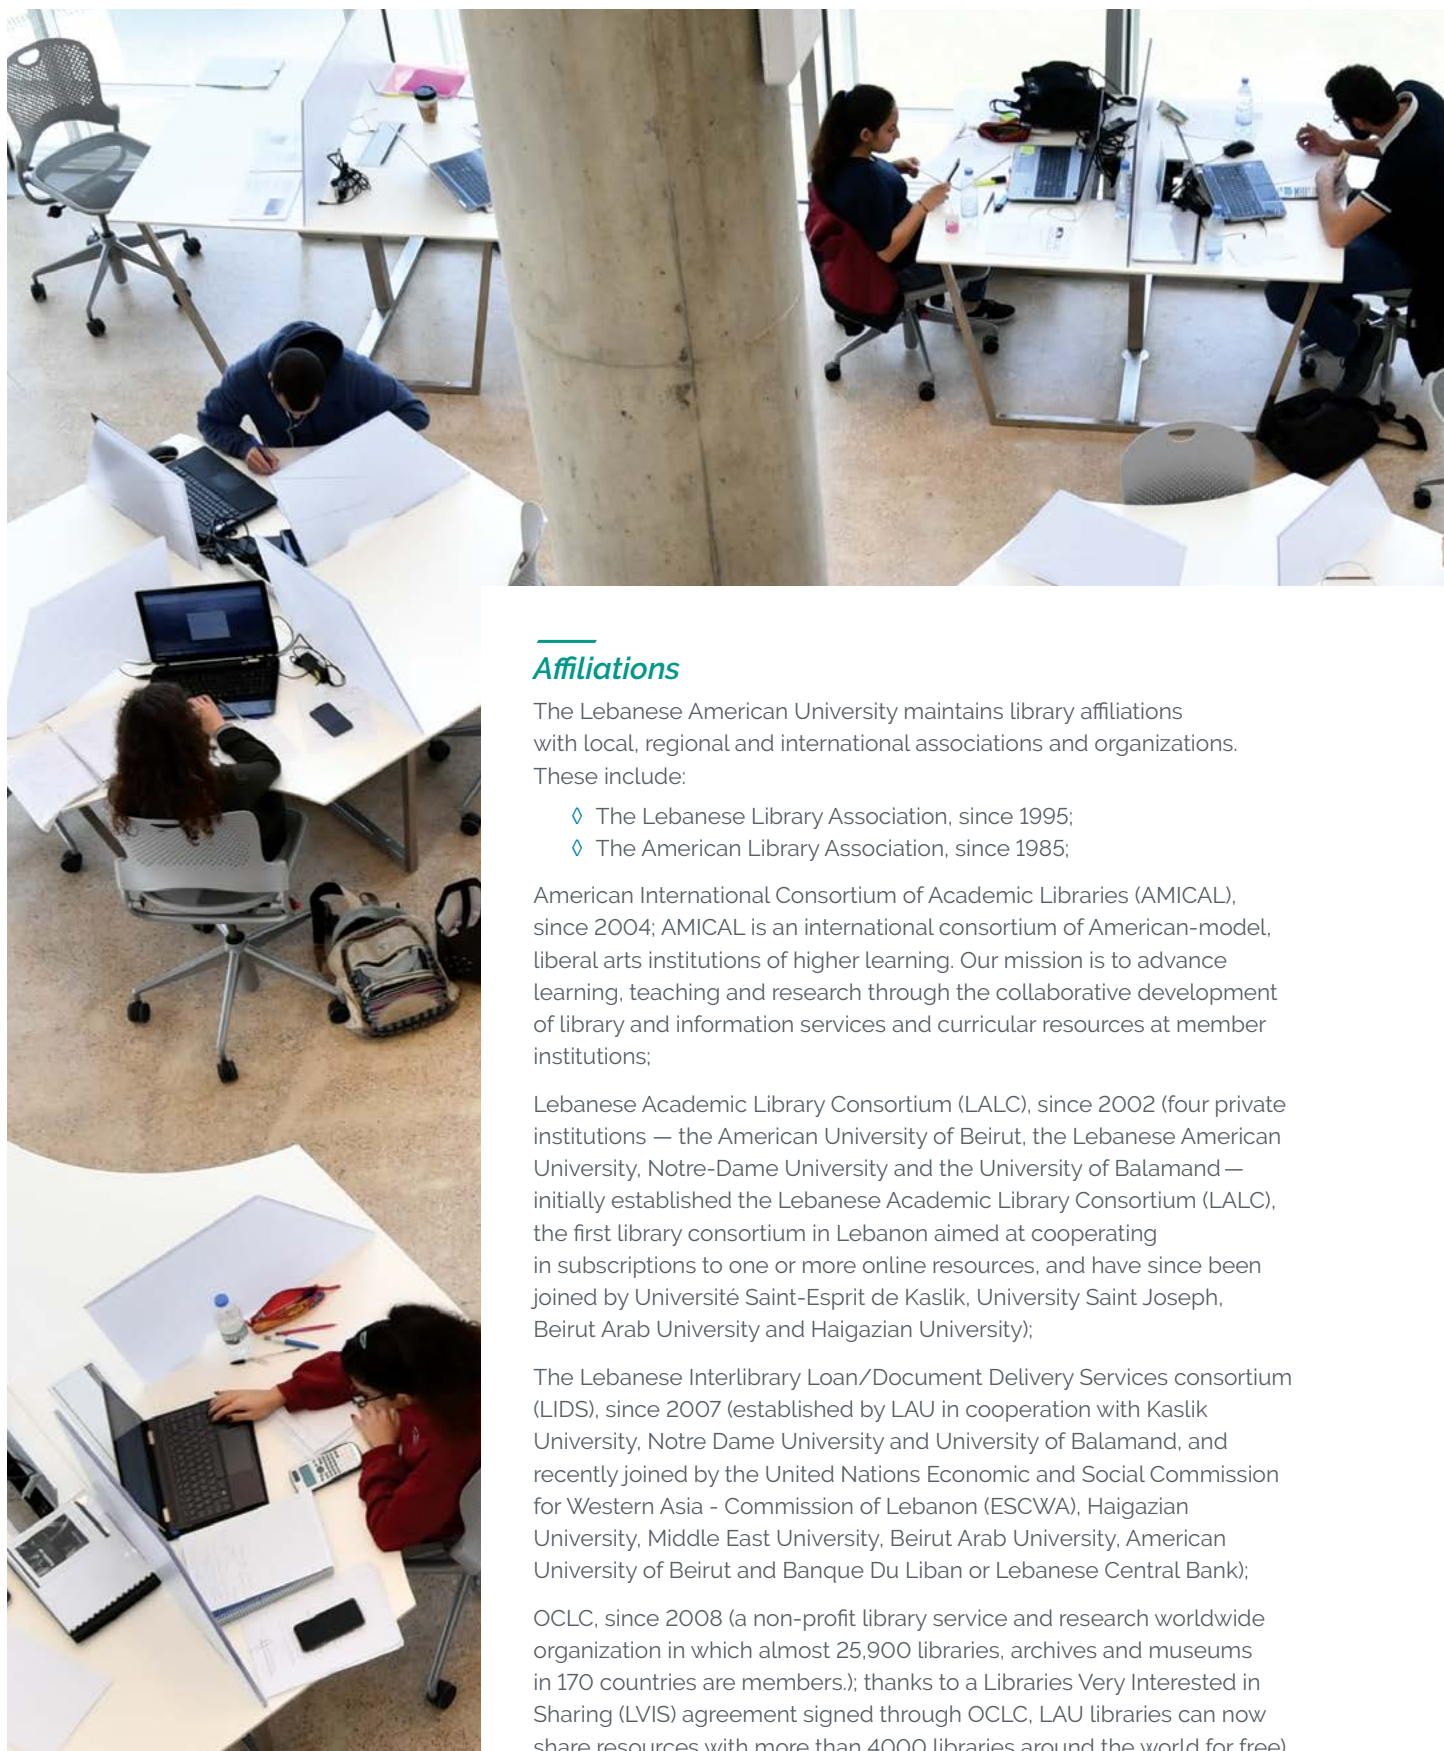 Affiliations
The Lebanese American University maintains library affiliations
with local, regional and international associations and organizations.
These include:
◊ The Lebanese Library Association, since 1995;
◊ The American Library Association, since 1985;
American International Consortium of Academic Libraries (AMICAL),
since 2004; AMICAL is an international consortium of American-model,
liberal arts institutions of higher learning. Our mission is to advance
learning, teaching and research through the collaborative development
of library and information services and curricular resources at member
institutions;
Lebanese Academic Library Consortium (LALC), since 2002 (four private
institutions — the American University of Beirut, the Lebanese American
University, Notre-Dame University and the University of Balamand —
initially established the Lebanese Academic Library Consortium (LALC),
the first library consortium in Lebanon aimed at cooperating
in subscriptions to one or more online resources, and have since been
joined by Université Saint-Esprit de Kaslik, University Saint Joseph,
Beirut Arab University and Haigazian University);
The Lebanese Interlibrary Loan/Document Delivery Services consortium
(LIDS), since 2007 (established by LAU in cooperation with Kaslik
University, Notre Dame University and University of Balamand, and
recently joined by the United Nations Economic and Social Commission
for Western Asia - Commission of Lebanon (ESCWA), Haigazian
University, Middle East University, Beirut Arab University, American
University of Beirut and Banque Du Liban or Lebanese Central Bank);
OCLC, since 2008 (a non-profit library service and research worldwide
organization in which almost 25,900 libraries, archives and museums
in 170 countries are members.); thanks to a Libraries Very Interested in
Sharing (LVIS) agreement signed through OCLC, LAU libraries can now
share resources with more than 4000 libraries around the world for free)